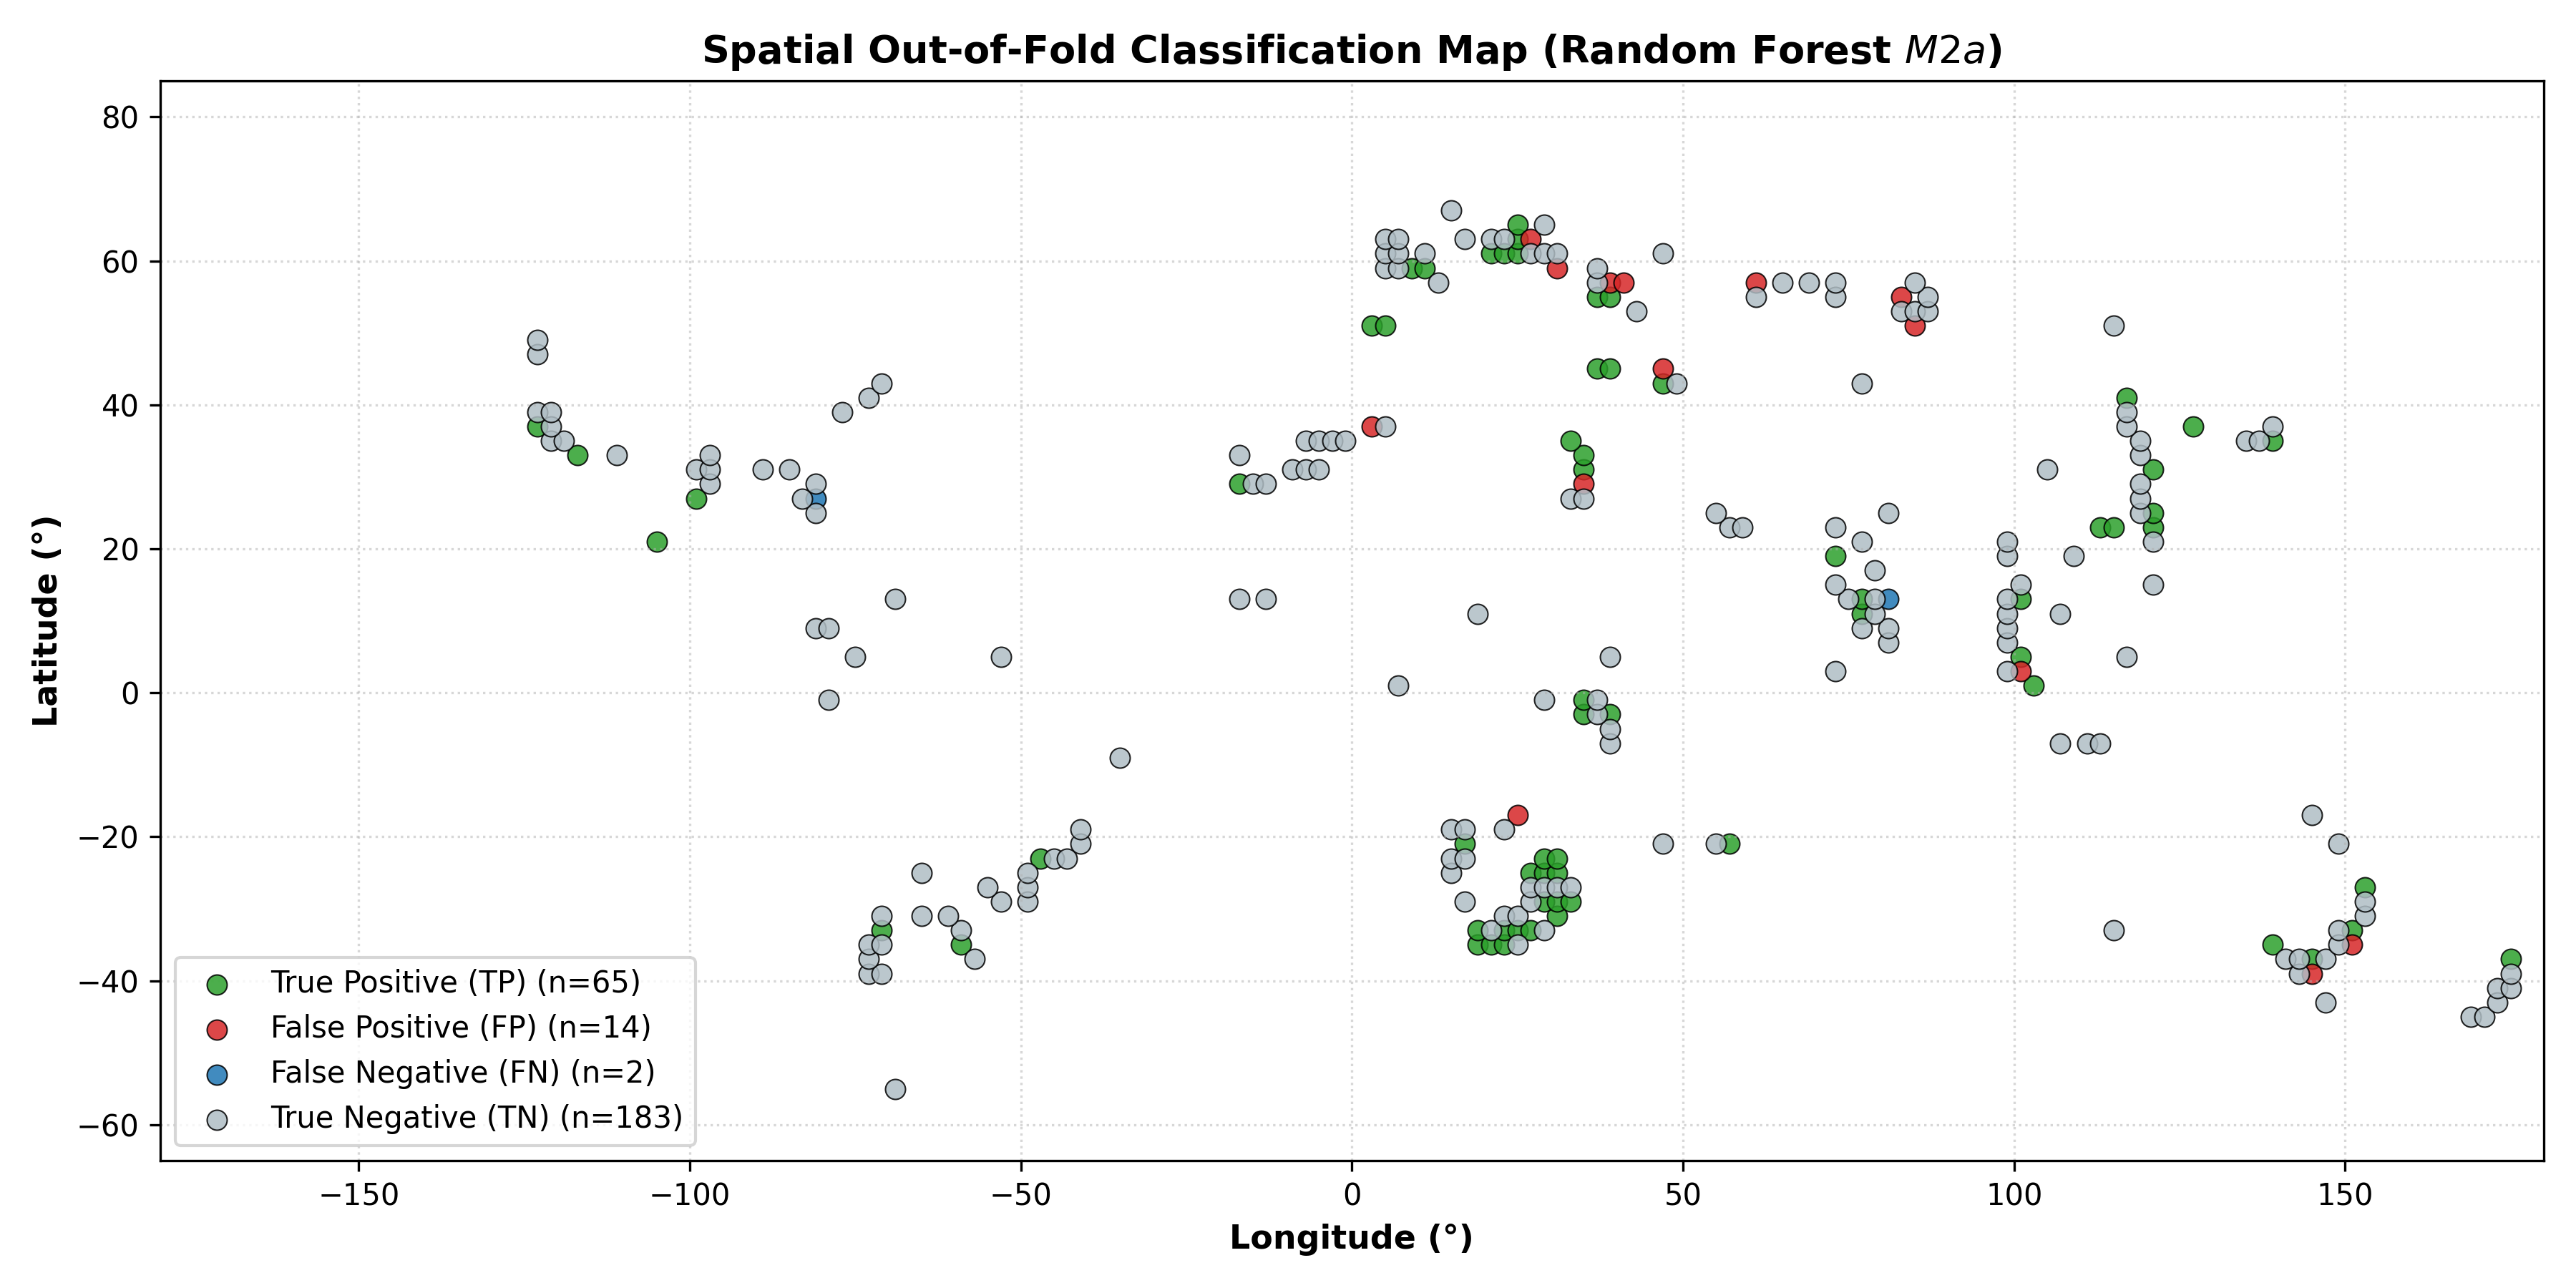 Spatial Out-of-Fold Classification Map (Random Forest M2a)
Latitude (°)
80
60
40
20
0
−20
−40
−60
True Positive (TP) (n=65)
False Positive (FP) (n=14)
False Negative (FN) (n=2)
True Negative (TN) (n=183)
−150
−100
−50
0
50
100
150
Longitude (°)